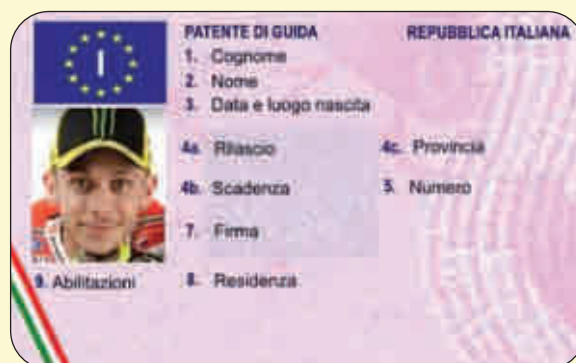 I
PATENTE DI GUIDA REPUBBLICA ITALIANA
1. Cognome
2. Nome
3. Data e luogo nascita
4a. Rilascio 4c. Provincia
4b. Scadenza 5. Numero
7. Firma
9. Abilitazioni 8. Residenza